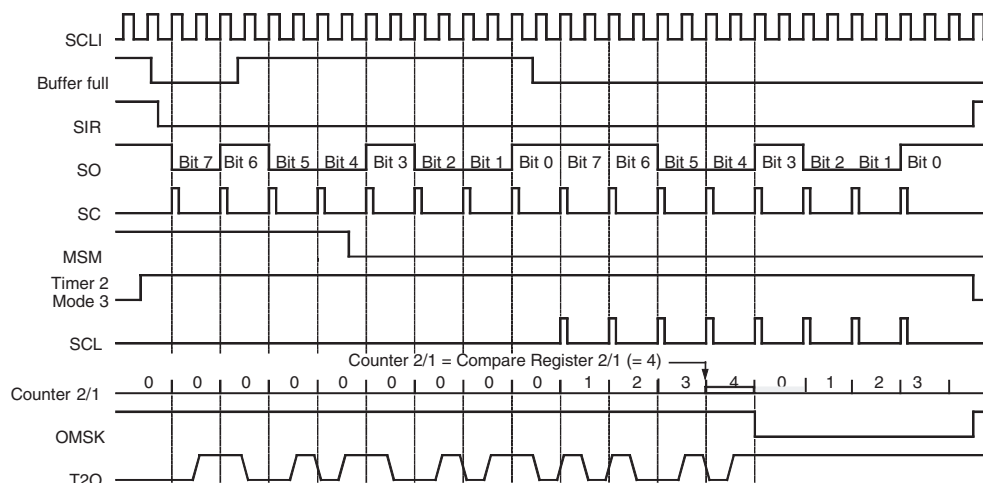 SCLI
Buffer full
SIR
SO Bit 7 Bit 6 Bit 5 Bit 4 Bit 3 Bit 2 Bit 1 Bit 0 Bit 7 Bit 6 Bit 5 Bit 4 Bit 3 Bit 2 Bit 1 Bit 0
SC
MSM
Timer 2
Mode 3
SCL
Counter 2/1 = Compare Register 2/1 (= 4)
Counter 2/1 0 0 0 0 0 0 0 0 0 1 2 3 4 0 1 2 3
OMSK
T2O